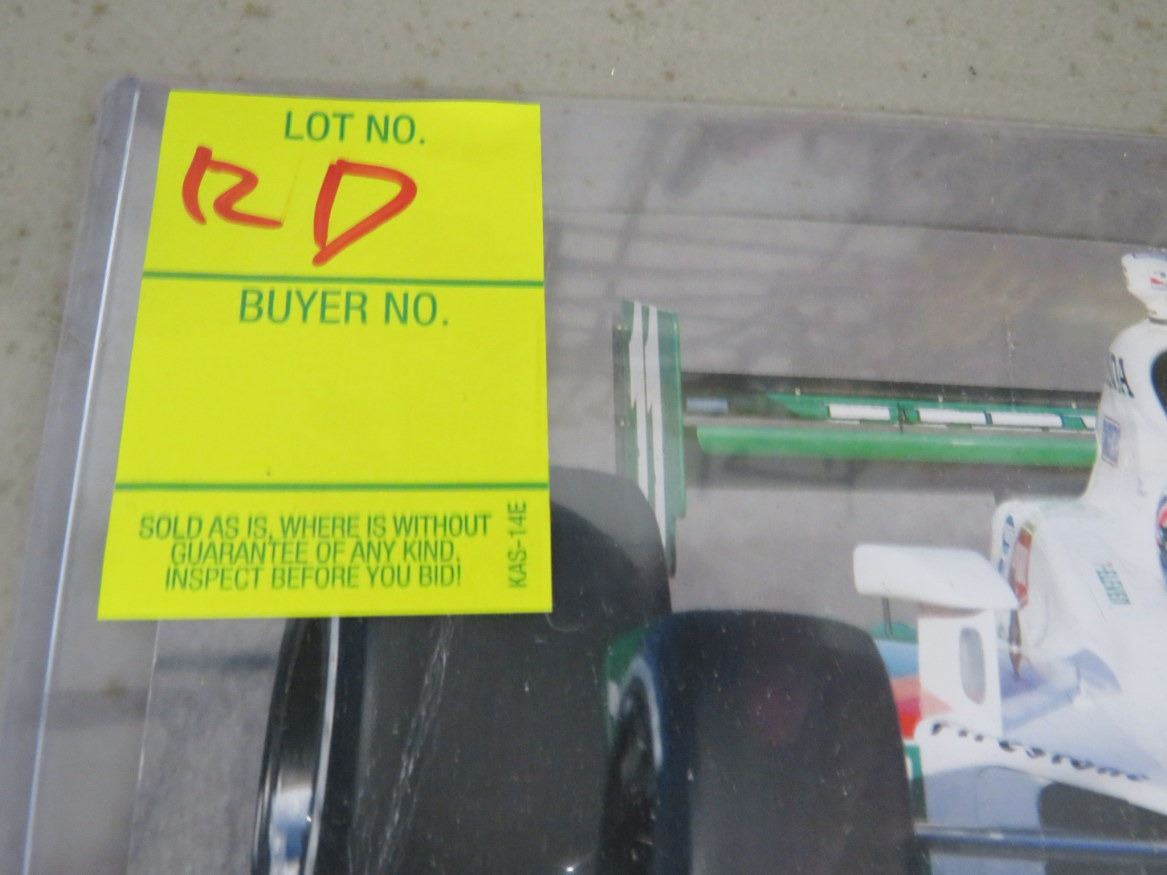 LOT NO.
12 D
BUYER NO.
SOLD AS IS, WHERE IS WITHOUT
GUARANTEE OF ANY KIND.
INSPECT BEFORE YOU BID!
KAS-14E
Firestone